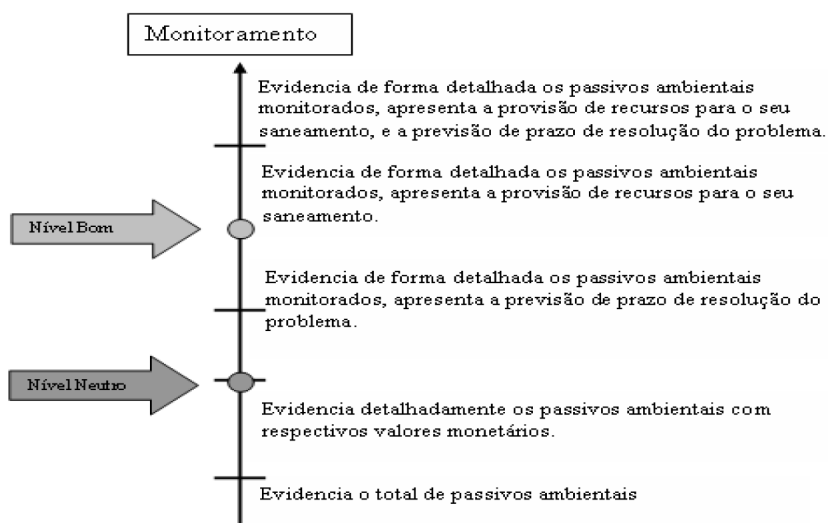 Monitoramento
Evidencia de forma detalhada os passivos ambientais
monitorados, apresenta a provisão de recursos para o seu
saneamento, e a previsão de prazo de resolução do problema.
Evidencia de forma detalhada os passivos ambientais
monitorados, apresenta a provisão de recursos para o seu
saneamento.
Nível Bom
Evidencia de forma detalhada os passivos ambientais
monitorados, apresenta a previsão de prazo de resolução do
problema.
Nível Neutro
Evidencia detalhadamente os passivos ambientais com
respectivos valores monetários.
Evidencia o total de passivos ambientais